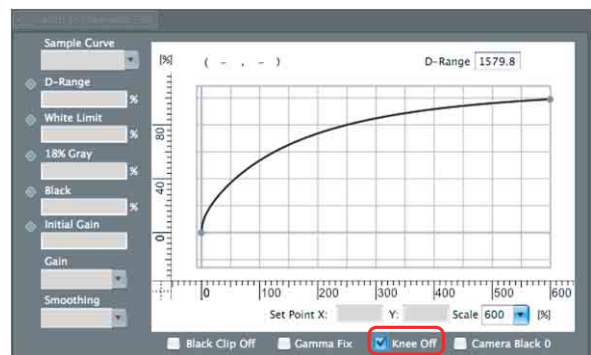 Sample Curve
D-Range
%
White Limit
%
18% Gray
%
Black
%
Initial Gain
Gain
Smoothing
[%]
( - , - )
D-Range 1579.8
80
40
0
0 100 200 300 400 500 600
Set Point X: Y: Scale 600 [%]
Black Clip Off Gamma Fix Knee Off Camera Black 0